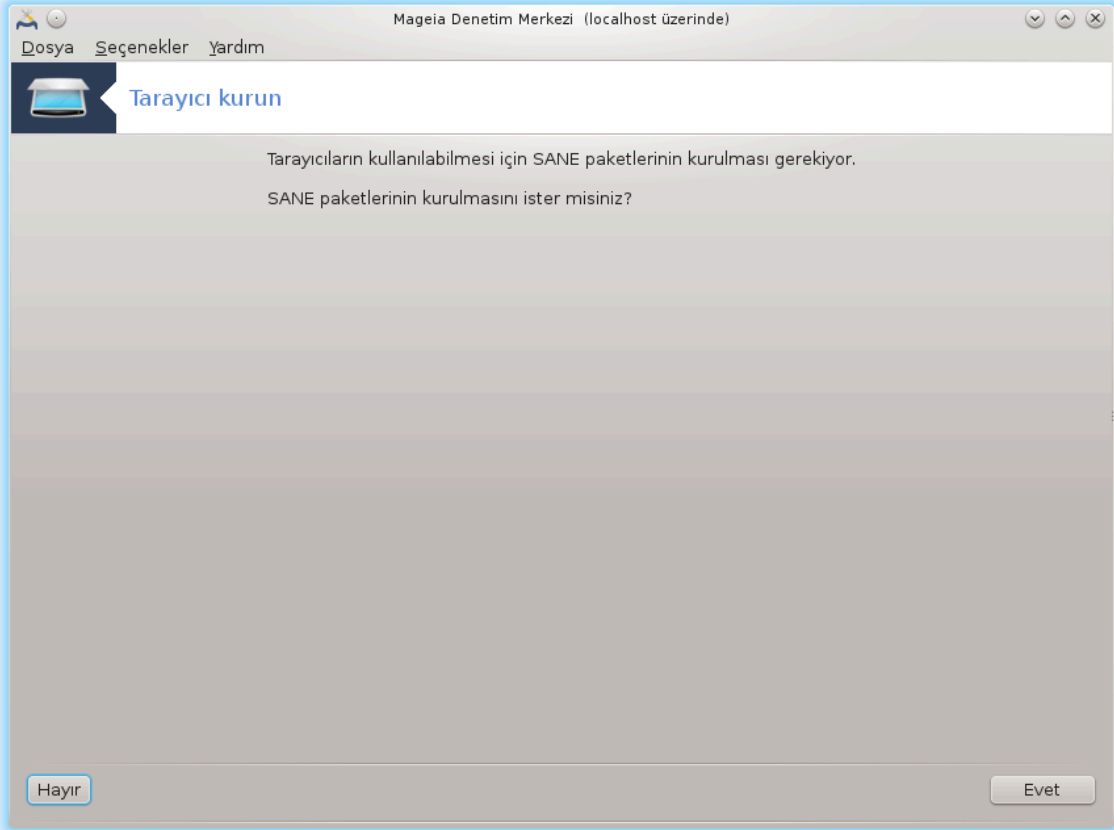 Mageia Denetim Merkezi (localhost üzerinde)
Dosya Seçenekler Yardım
Tarayıcı kurun
Tarayıcıların kullanılabilmesi için SANE paketlerinin kurulması gerekiyor.
SANE paketlerinin kurulmasını ister misiniz?
Hayır Evet